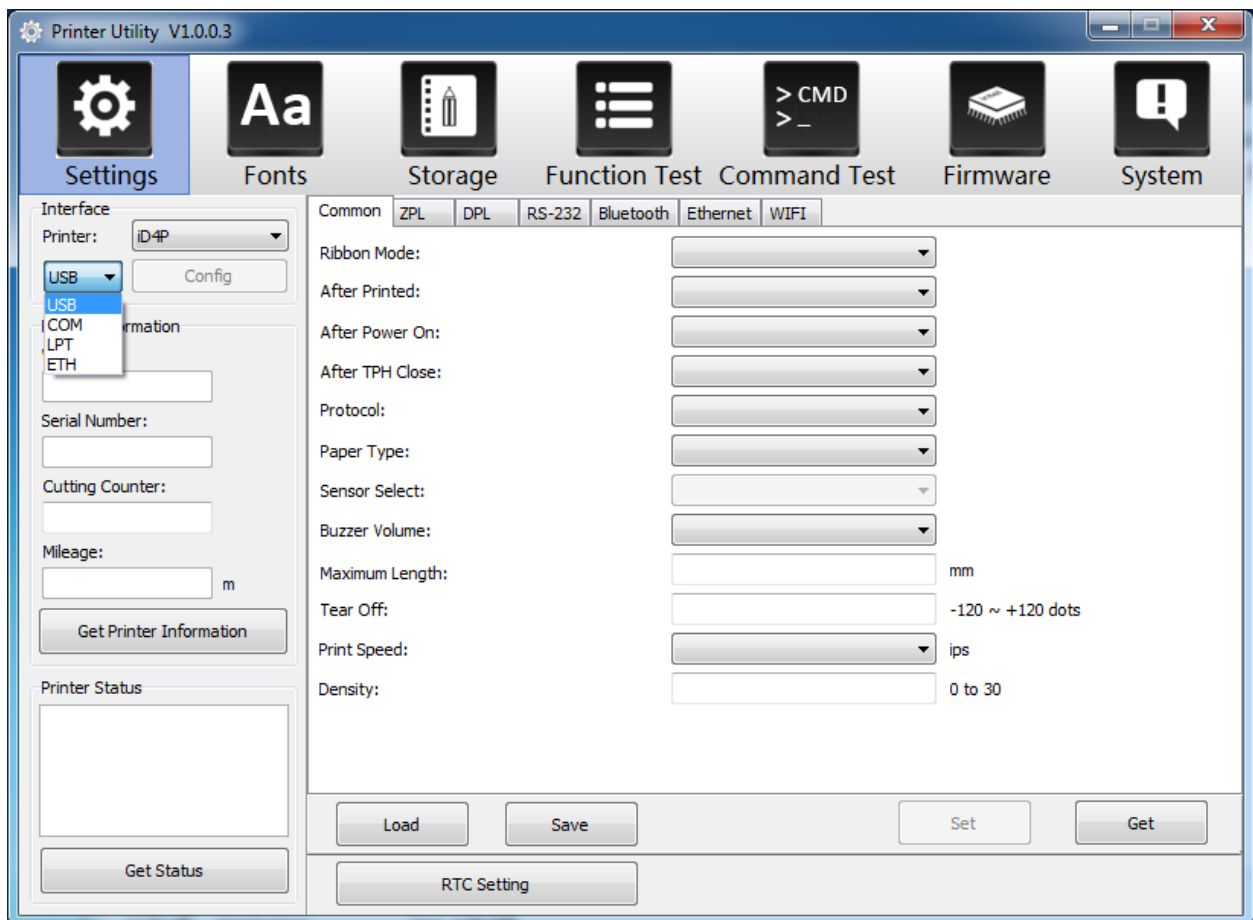 Printer Utility V1.0.0.3
Settings
Fonts
Storage
Function Test
> CMD
> _
Command Test
Firmware
System
Aa
Interface
Printer: iD4P
USB Config
USB
COM
LPT
ETH
rmation
Serial Number:
Cutting Counter:
Mileage:
m
Get Printer Information
Printer Status
Get Status
Common ZPL DPL RS-232 Bluetooth Ethernet WIFI
Ribbon Mode:
After Printed:
After Power On:
After TPH Close:
Protocol:
Paper Type:
Sensor Select:
Buzzer Volume:
Maximum Length: mm
Tear Off: -120 ~ +120 dots
Print Speed: ips
Density: 0 to 30
Load Save Set Get
RTC Setting